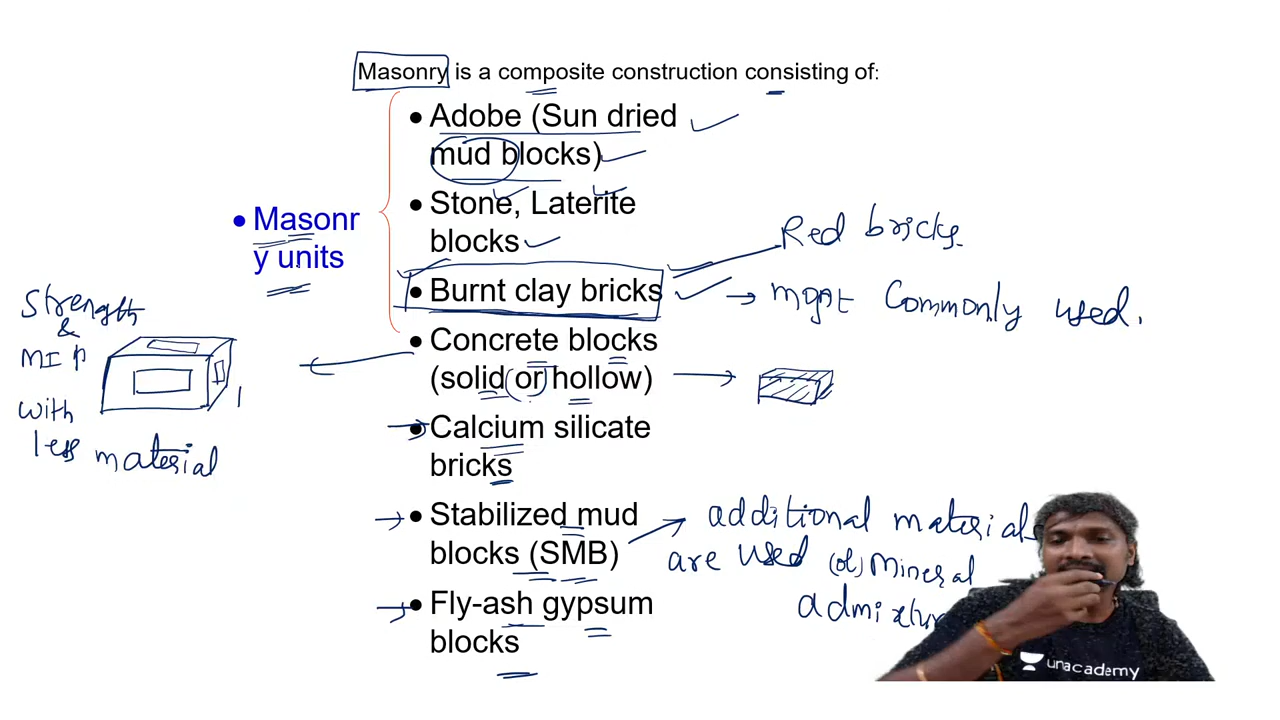 Masonry is a composite construction consisting of:
• Adobe (Sun dried
mud blocks)
• Stone, Laterite
blocks
• Masonr
y units
Red bricks
• Burnt clay bricks
→ most Commonly used.
• Concrete blocks
(solid or hollow)
Strength
&
MI ↑
with
less material
• Calcium silicate
bricks
• Stabilized mud
blocks (SMB)
additional material
are used (or) Mineral
• Fly-ash gypsum
blocks
unacademy